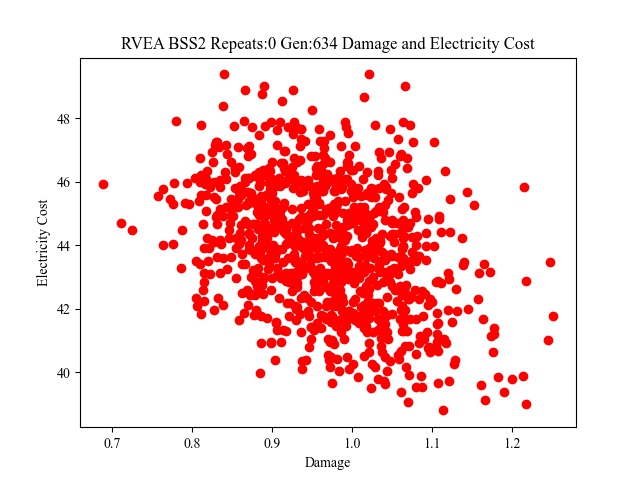 RVEA BSS2 Repeats:0 Gen:634 Damage and Electricity Cost
48
46
44
42
40
Electricity Cost
0.7 0.8 0.9 1.0 1.1 1.2
Damage